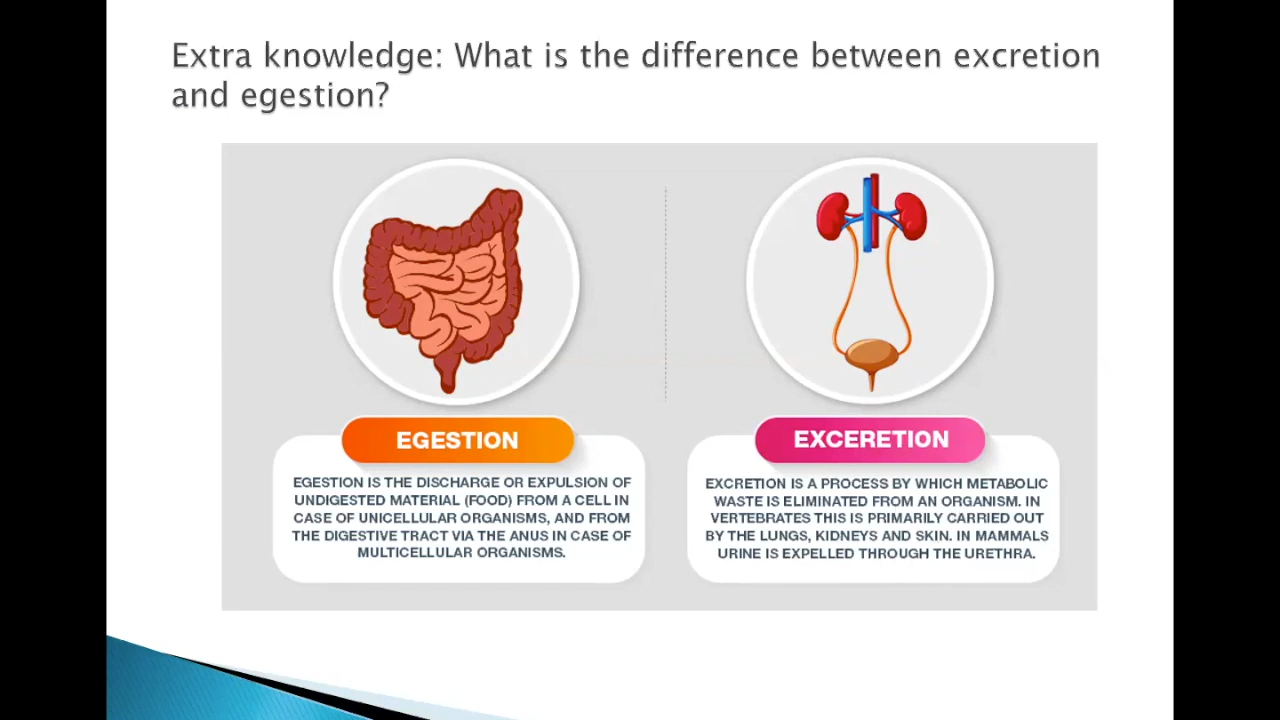 Extra knowledge: What is the difference between excretion
and egestion?
EGESTION
EGESTION IS THE DISCHARGE OR EXPULSION OF
UNDIGESTED MATERIAL (FOOD) FROM A CELL IN
CASE OF UNICELLULAR ORGANISMS, AND FROM
THE DIGESTIVE TRACT VIA THE ANUS IN CASE OF
MULTICELLULAR ORGANISMS.
EXCERETION
EXCRETION IS A PROCESS BY WHICH METABOLIC
WASTE IS ELIMINATED FROM AN ORGANISM. IN
VERTEBRATES THIS IS PRIMARILY CARRIED OUT
BY THE LUNGS, KIDNEYS AND SKIN. IN MAMMALS
URINE IS EXPELLED THROUGH THE URETHRA.